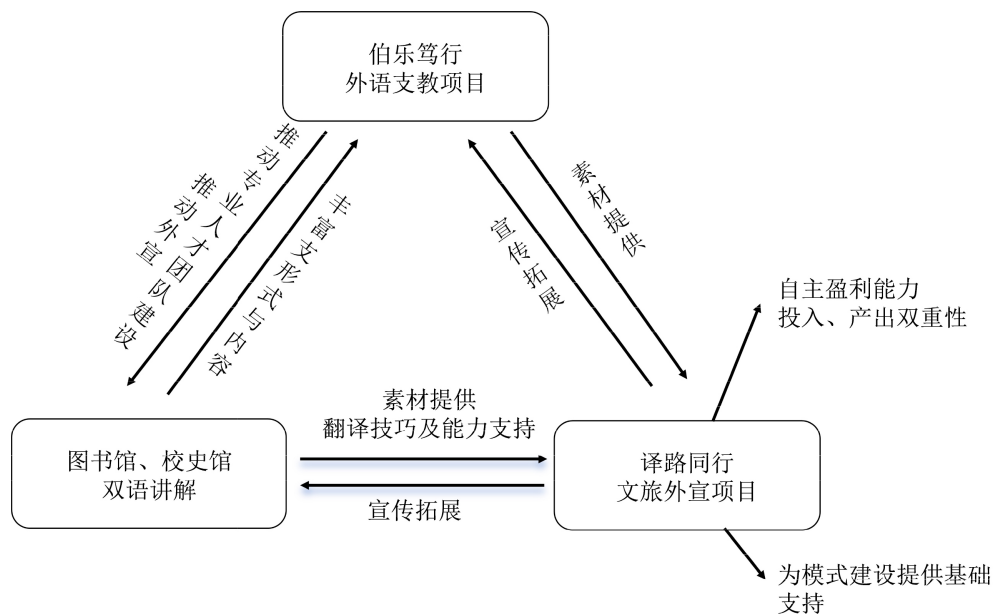 伯乐笃行
外语支教项目
推动专业人才团队建设
推动外宣
丰富支形式与内容
宣传拓展
素材提供
自主盈利能力
投入、产出双重性
素材提供
翻译技巧及能力支持
图书馆、校史馆
双语讲解
译路同行
文旅外宣项目
宣传拓展
为模式建设提供基础
支持